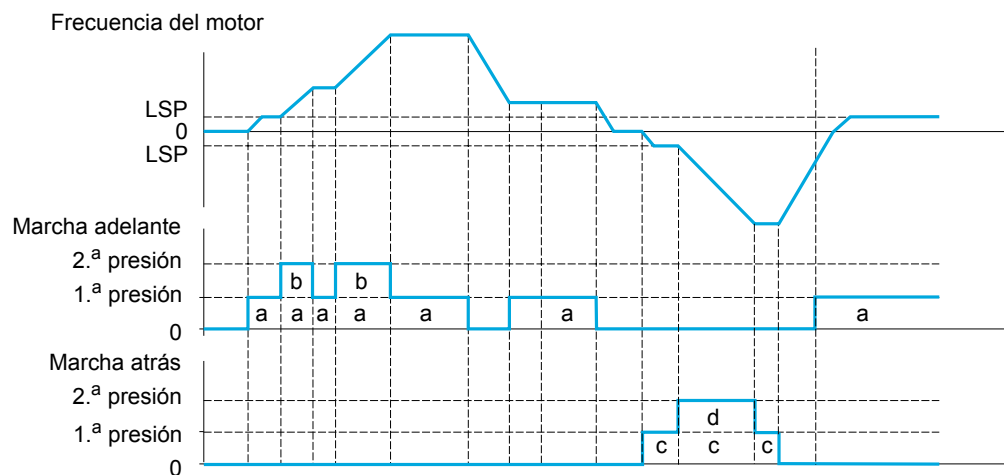 Frecuencia del motor
LSP
0
LSP
Marcha adelante
2.ª presión
b b
1.ª presión
a a a a a a a
0
Marcha atrás
2.ª presión
d
1.ª presión
c c c
0